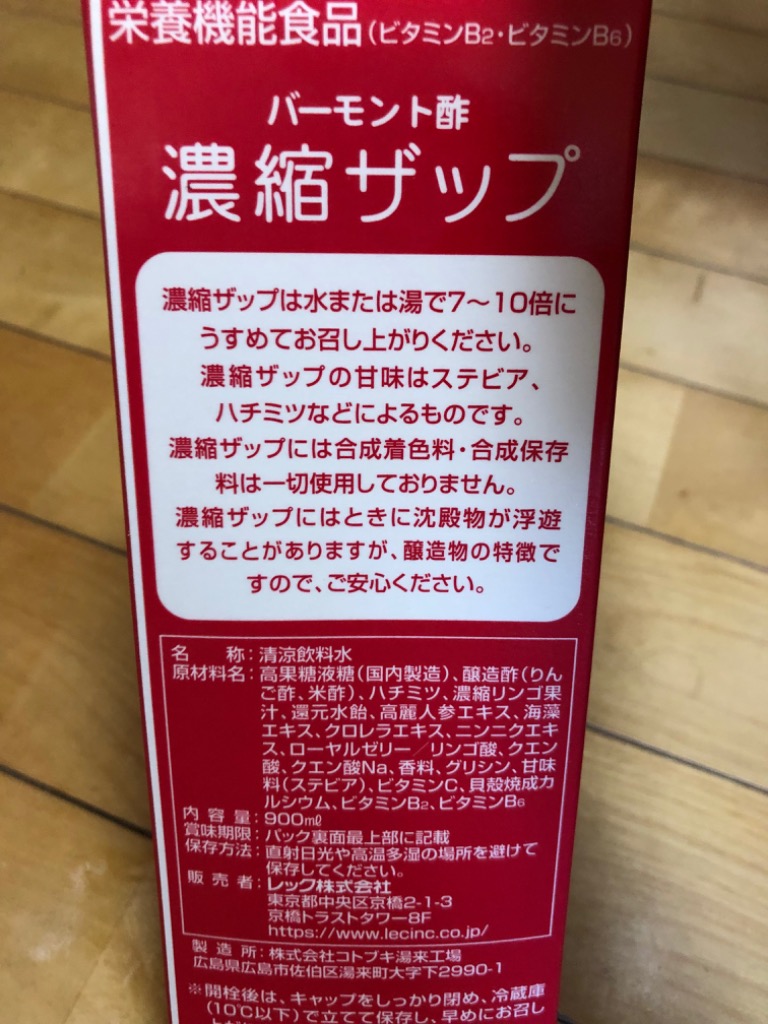 栄養機能食品(ビタミンB2・ビタミンB6)
バーモント酢
濃縮ザップ
濃縮ザップは水または湯で7〜10倍に
うすめてお召し上がりください。
濃縮ザップの甘味はステビア、
ハチミツなどによるものです。
濃縮ザップには合成着色料・合成保存
料は一切使用しておりません。
濃縮ザップにはときに沈殿物が浮遊
することがありますが、醸造物の特徴で
すので、ご安心ください。
名　　称：清涼飲料水
原材料名：高果糖液糖(国内製造)、醸造酢(りん
ご酢、米酢)、ハチミツ、濃縮リンゴ果
汁、還元水飴、高麗人参エキス、海藻
エキス、クロレラエキス、ニンニクエキ
ス、ローヤルゼリー／リンゴ酸、クエン
酸、クエン酸Na、香料、グリシン、甘味
料(ステビア)、ビタミンC、貝殻焼成カ
ルシウム、ビタミンB2、ビタミンB6
内 容 量：900mℓ
賞味期限：パック裏面最上部に記載
保存方法：直射日光や高温多湿の場所を避けて
保存してください。
販 売 者：レック株式会社
東京都中央区京橋2-1-3
京橋トラストタワー8F
https://www.lecinc.co.jp/
製 造 所：株式会社コトブキ湯来工場
広島県広島市佐伯区湯来町大字下2990-1
※開栓後は、キャップをしっかり閉め、冷蔵庫
(10℃以下)で立てて保存し、早めにお召し